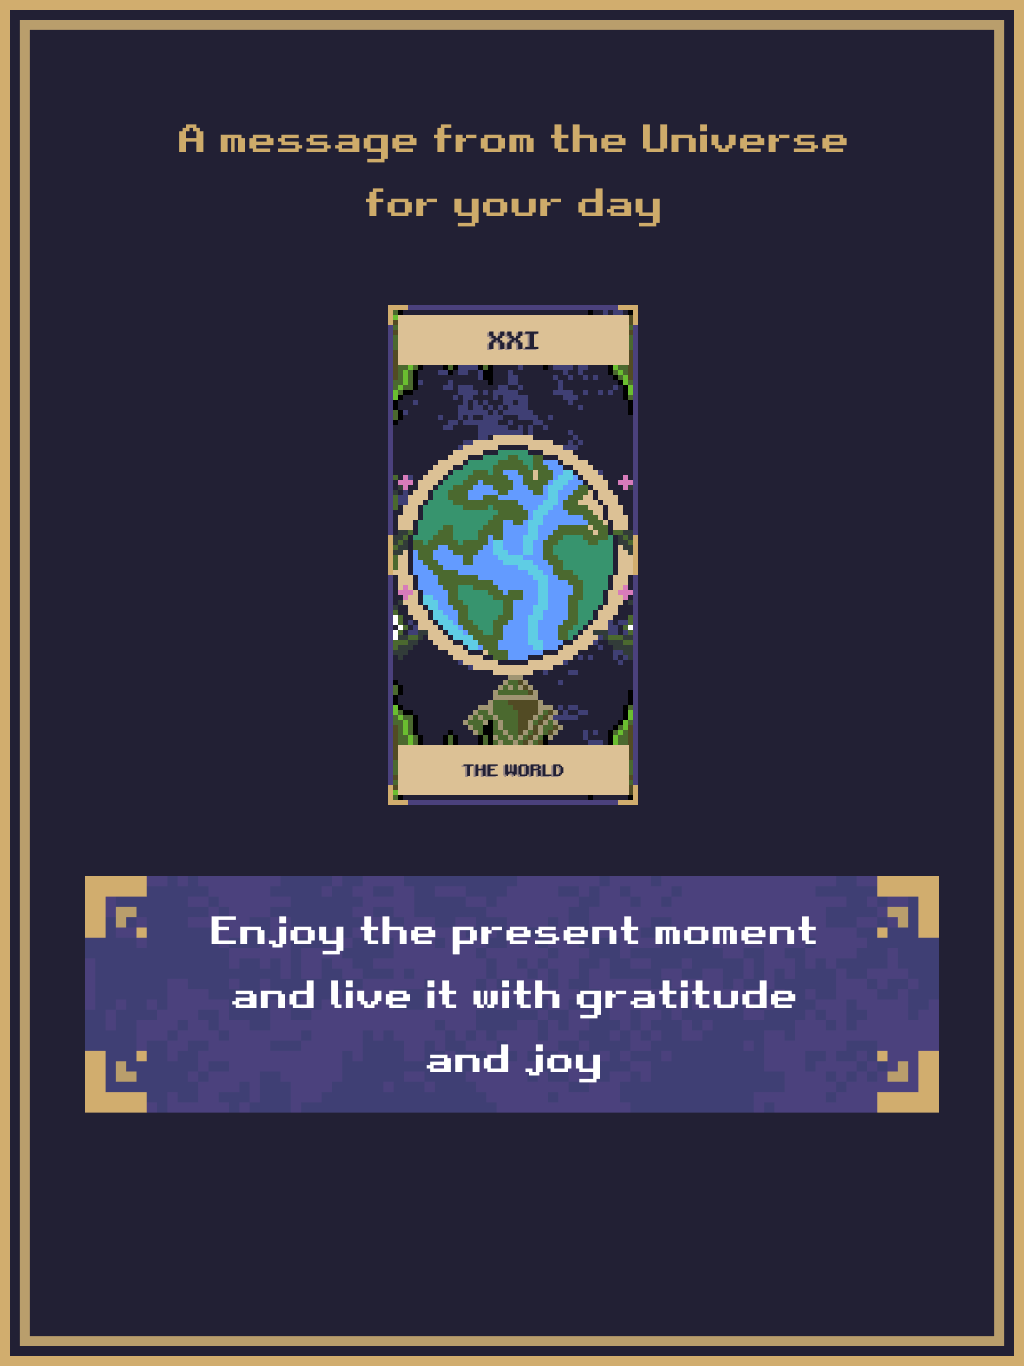 A message from the Universe
for your day
XXI
THE WORLD
Enjoy the present moment
and live it with gratitude
and joy